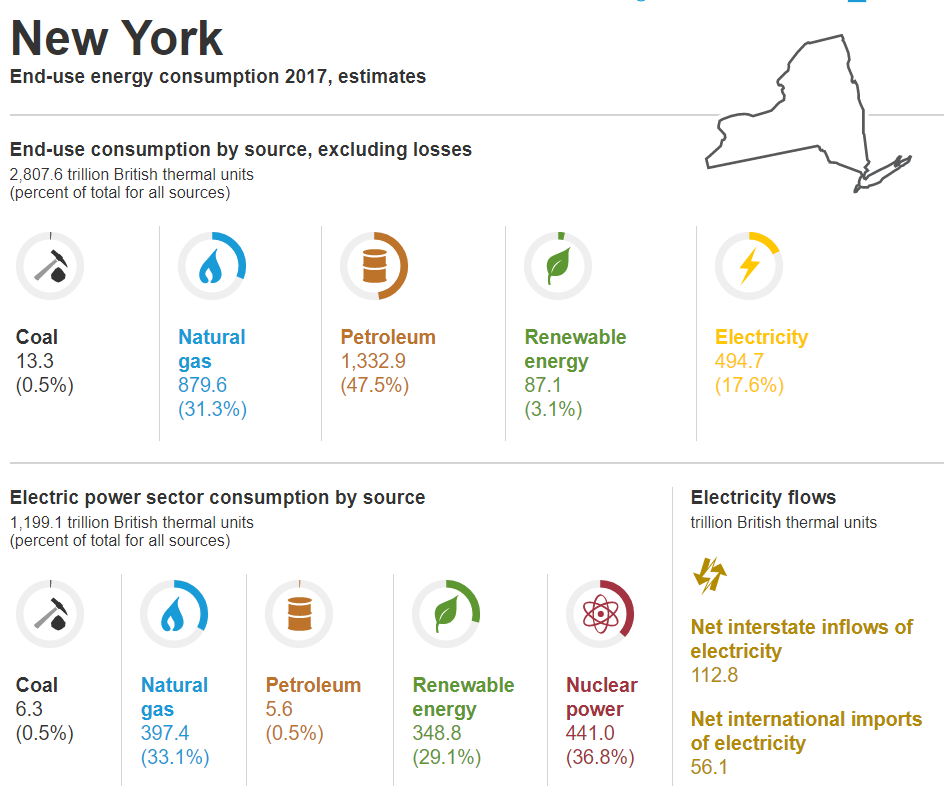 New York
End-use energy consumption 2017, estimates
End-use consumption by source, excluding losses
2,807.6 trillion British thermal units
(percent of total for all sources)
Coal
13.3
(0.5%)
Natural
gas
879.6
(31.3%)
Petroleum
1,332.9
(47.5%)
Renewable
energy
87.1
(3.1%)
Electricity
494.7
(17.6%)
Electric power sector consumption by source
1,199.1 trillion British thermal units
(percent of total for all sources)
Coal
6.3
(0.5%)
Natural
gas
397.4
(33.1%)
Petroleum
5.6
(0.5%)
Renewable
energy
348.8
(29.1%)
Nuclear
power
441.0
(36.8%)
Electricity flows
trillion British thermal units
Net interstate inflows of
electricity
112.8
Net international imports
of electricity
56.1